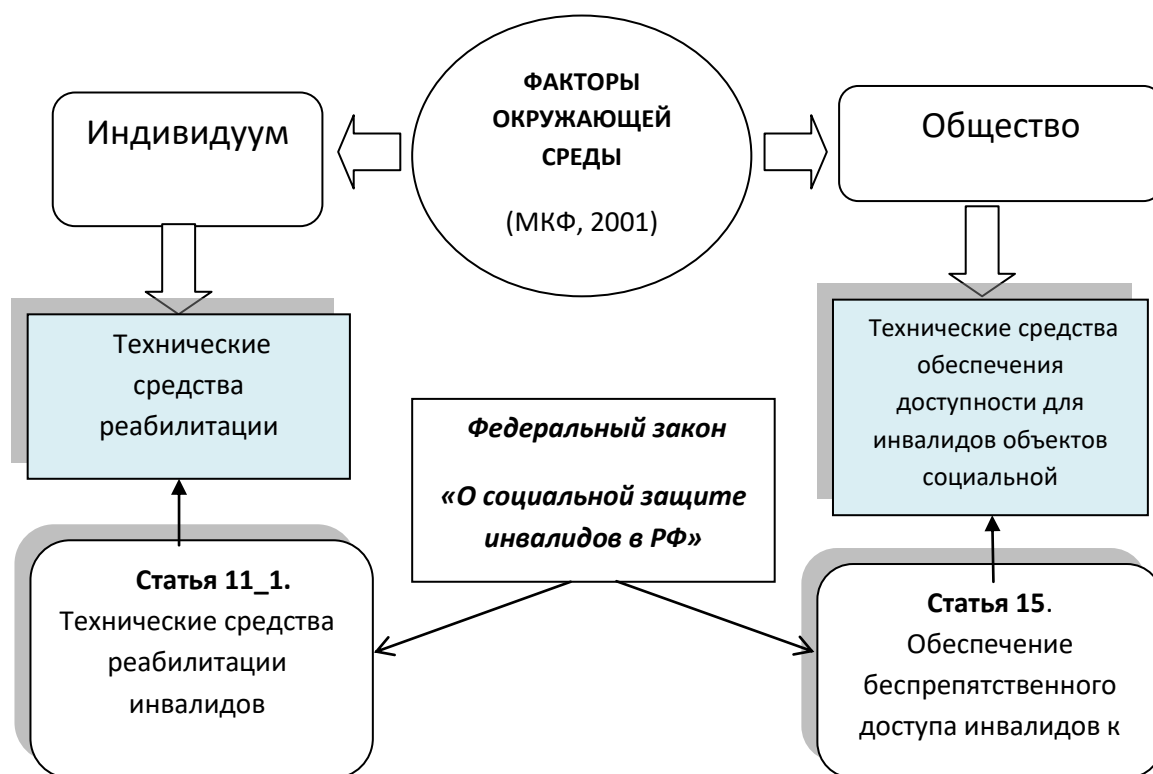 ФАКТОРЫ
ОКРУЖАЮЩЕЙ
СРЕДЫ
(МКФ, 2001)
Индивидуум
Общество
Технические
средства
реабилитации
Технические средства
обеспечения
доступности для
инвалидов объектов
социальной
Федеральный закон
«О социальной защите
инвалидов в РФ»
Статья 11_1.
Технические средства
реабилитации
инвалидов
Статья 15.
Обеспечение
беспрепятственного
доступа инвалидов к